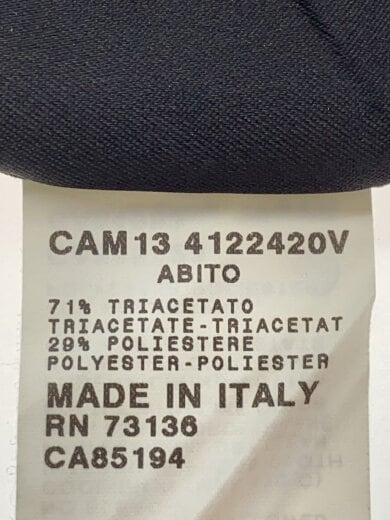 CAM13 4122420V
ABITO
71% TRIACETATO
TRIACETATE-TRIACETAT
29% POLIESTERE
POLYESTER-POLIESTER
MADE IN ITALY
RN 73136
CA85194